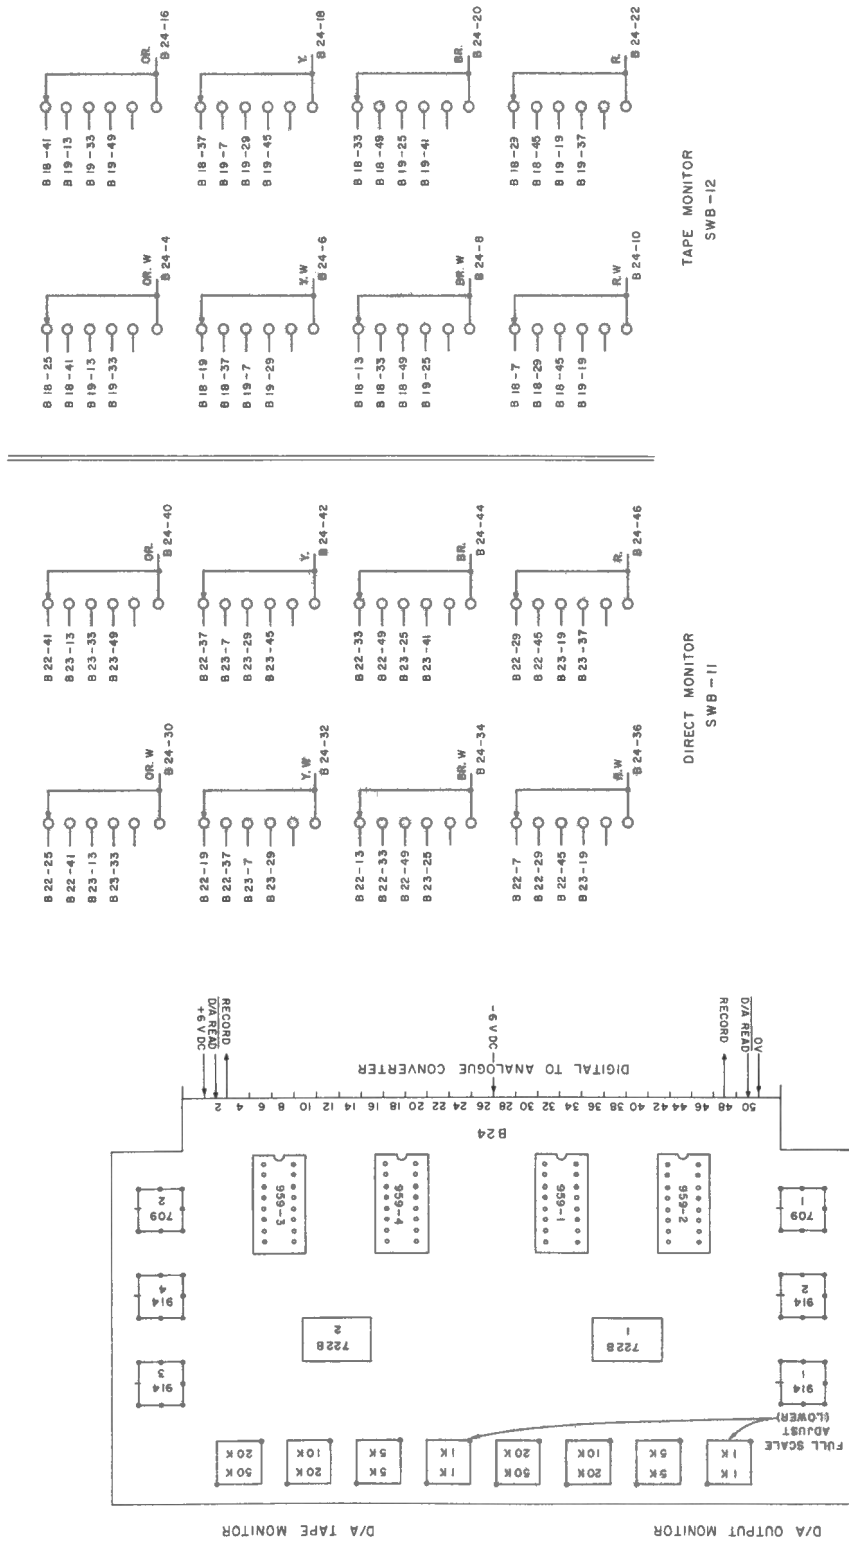 B 18-41
B 19-13
B 19-33
B 19-49
OR.
B 24-16
B 18-37
B 19-7
B 19-29
B 19-45
Y.
B 24-18
B 18-33
B 18-49
B 19-25
B 19-41
BR.
B 24-20
B 18-29
B 18-45
B 19-19
B 19-37
R.
B 24-22
B 18-25
B 18-41
B 19-13
B 19-33
OR. W
B 24-4
B 18-19
B 18-37
B 19-7
B 19-29
Y. W
B 24-6
B 18-13
B 18-33
B 18-49
B 19-25
BR. W
B 24-8
B 18-7
B 18-29
B 18-45
B 19-19
R. W
B 24-10
TAPE MONITOR
SWB-12
B 22-41
B 23-13
B 23-33
B 23-49
OR.
B 24-40
B 22-37
B 23-7
B 23-29
B 23-45
Y.
B 24-42
B 22-33
B 22-49
B 23-25
B 23-41
BR.
B 24-44
B 22-29
B 22-45
B 23-19
B 23-37
R.
B 24-46
B 22-25
B 22-41
B 23-13
B 23-33
OR. W
B 24-30
B 22-19
B 22-37
B 23-7
B 23-29
Y. W
B 24-32
B 22-13
B 22-33
B 22-49
B 23-25
BR. W
B 24-34
B 22-7
B 22-29
B 22-45
B 23-19
R. W
B 24-36
DIRECT MONITOR
SWB-11
D/A OUTPUT MONITOR
D/A TAPE MONITOR
FULL SCALE
ADJUST
(LOWER)
1 K
1 K
5 K
5 K
20 K
10 K
50 K
20 K
1 K
1 K
5 K
5 K
20 K
10 K
50 K
20 K
914
1
7228
1
7228
2
914
3
914
2
914
4
709
1
959-2
959-1
959-4
959-3
709
2
B24
50 48 46 44 42 40 38 36 34 32 30 28 26 24 22 20 18 16 14 12 10 8 6 4 2
DIGITAL TO ANALOGUE CONVERTER
0V
D/A READ
RECORD
-6 V DC
RECORD
D/A READ
+6 V DC